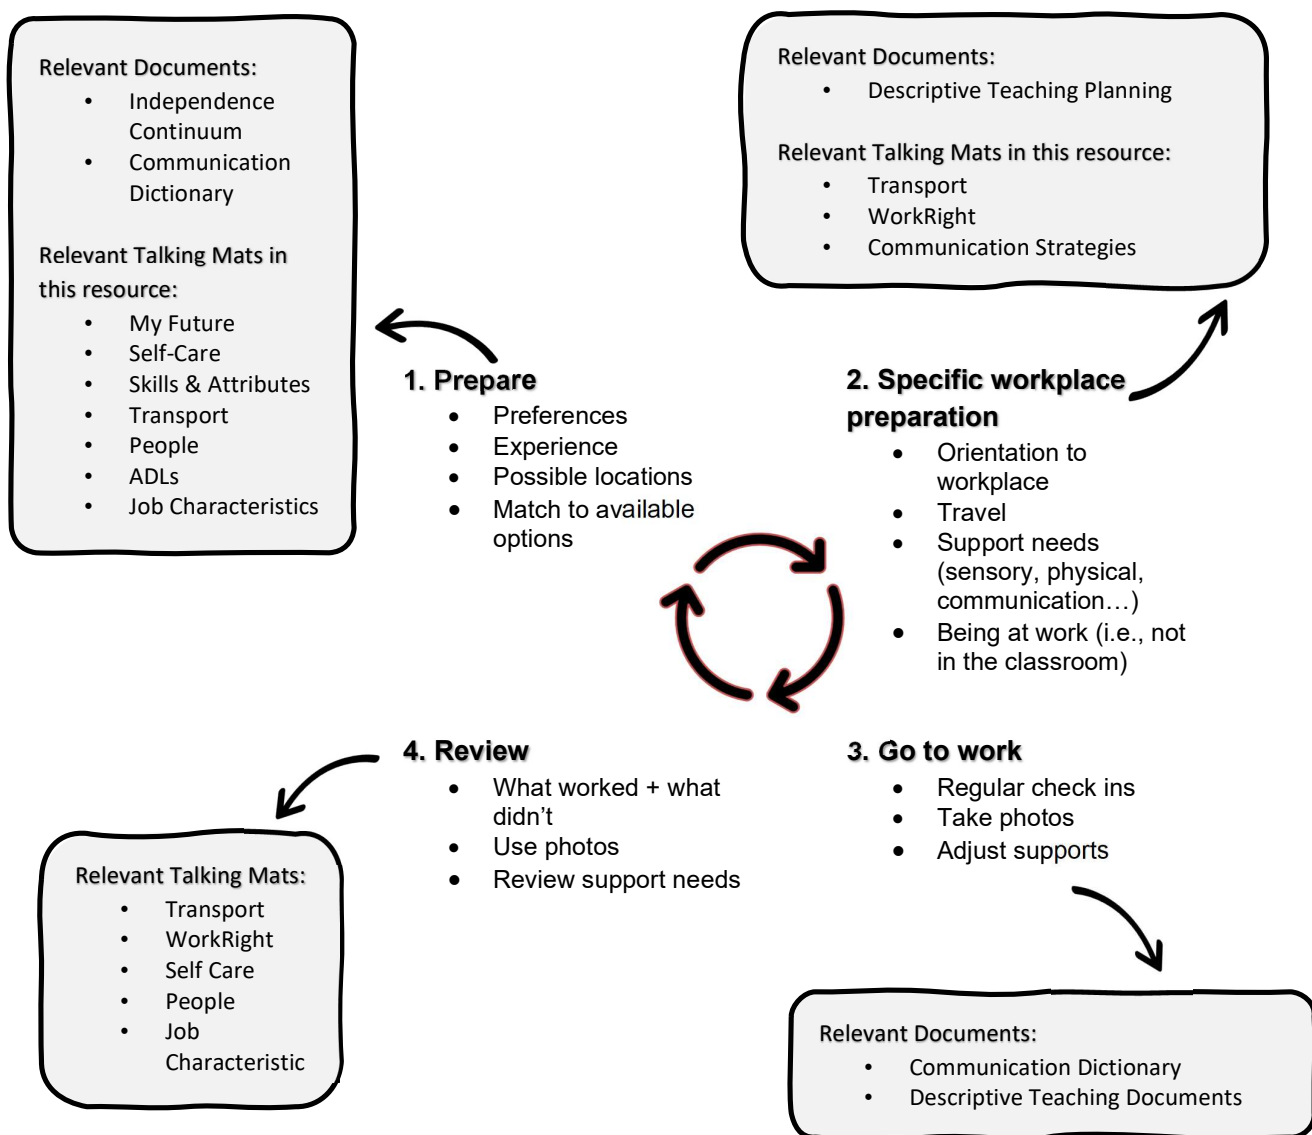 Relevant Documents:
• Independence
Continuum
• Communication
Dictionary
Relevant Talking Mats in
this resource:
• My Future
• Self-Care
• Skills & Attributes
• Transport
• People
• ADLs
• Job Characteristics
Relevant Documents:
• Descriptive Teaching Planning
Relevant Talking Mats in this resource:
• Transport
• WorkRight
• Communication Strategies
1. Prepare
• Preferences
• Experience
• Possible locations
• Match to available
options
2. Specific workplace
preparation
• Orientation to
workplace
• Travel
• Support needs
(sensory, physical,
communication…)
• Being at work (i.e., not
in the classroom)
4. Review
• What worked + what
didn’t
• Use photos
• Review support needs
3. Go to work
• Regular check ins
• Take photos
• Adjust supports
Relevant Talking Mats:
• Transport
• WorkRight
• Self Care
• People
• Job
Characteristic
Relevant Documents:
• Communication Dictionary
• Descriptive Teaching Documents